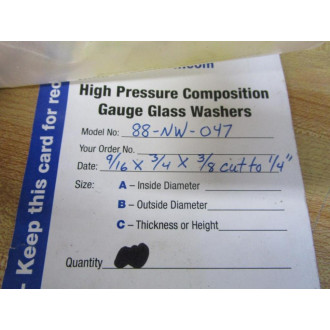 .com
High Pressure Composition
Gauge Glass Washers
Model No: 88-NW-047
Your Order No.
Date: 9/16 X 3/4 X 3/8 cut to 1/4"
Size: A - Inside Diameter
B - Outside Diameter
C - Thickness or Height
Quantity
- Keep this card for rec